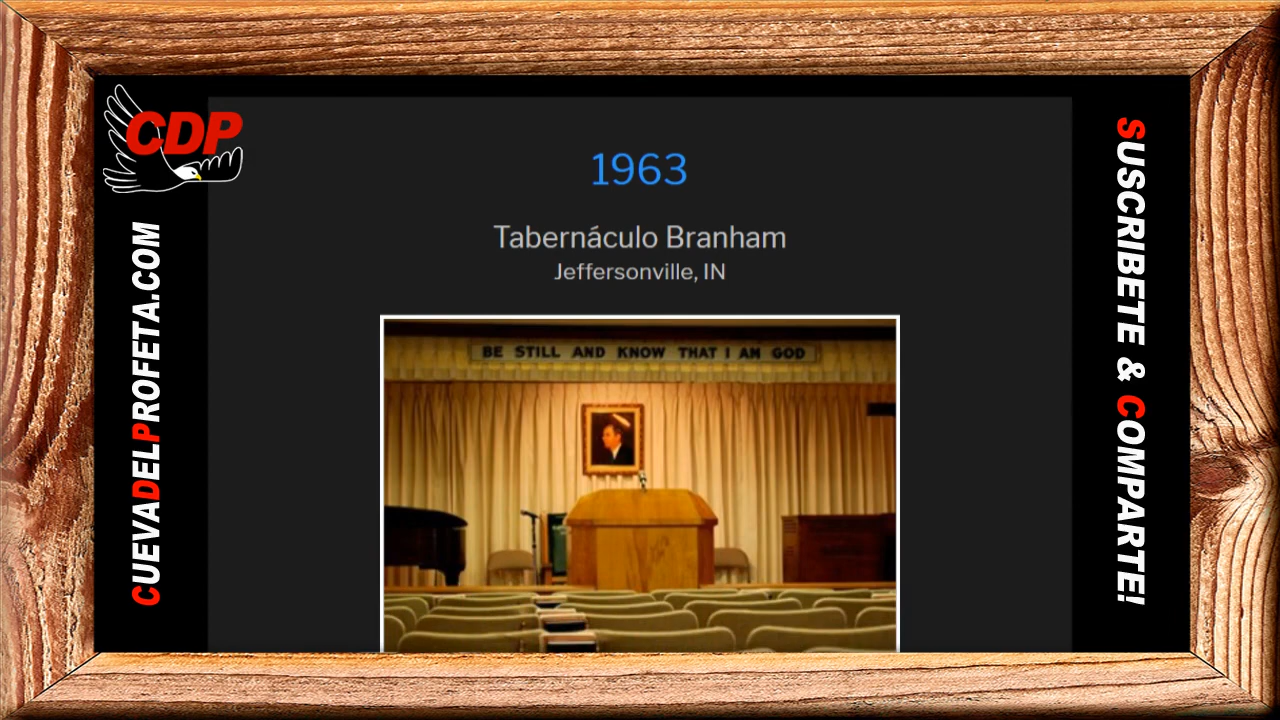 CDP
CUEVADELPROFETA.COM
1963
Tabernáculo Branham
Jeffersonville, IN
BE STILL AND KNOW THAT I AM GOD
SUSCRIBETE & COMPARTE!